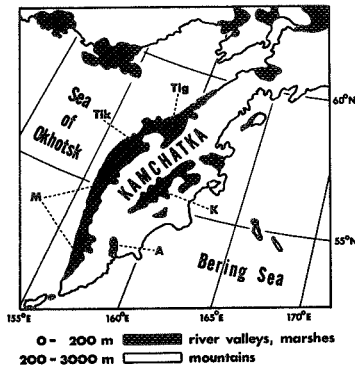 60°N
Tlg
Sea
of
Okhotsk
Tik
KAMCHATKA
M
K
A
55°N
Bering Sea
155°E
160°E
165°E
170°E
0 - 200 m river valleys, marshes
200-3000 m mountains